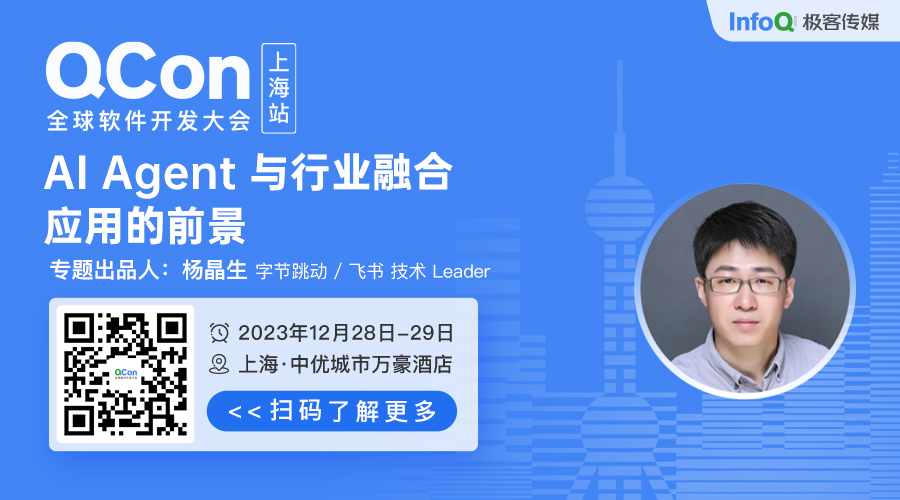 InfoQ 极客传媒
QCon 上海站
全球软件开发大会
AI Agent 与行业融合
应用的前景
专题出品人：杨晶生 字节跳动 / 飞书 技术 Leader
QCon
2023年12月28日-29日
上海·中优城市万豪酒店
<<扫码了解更多